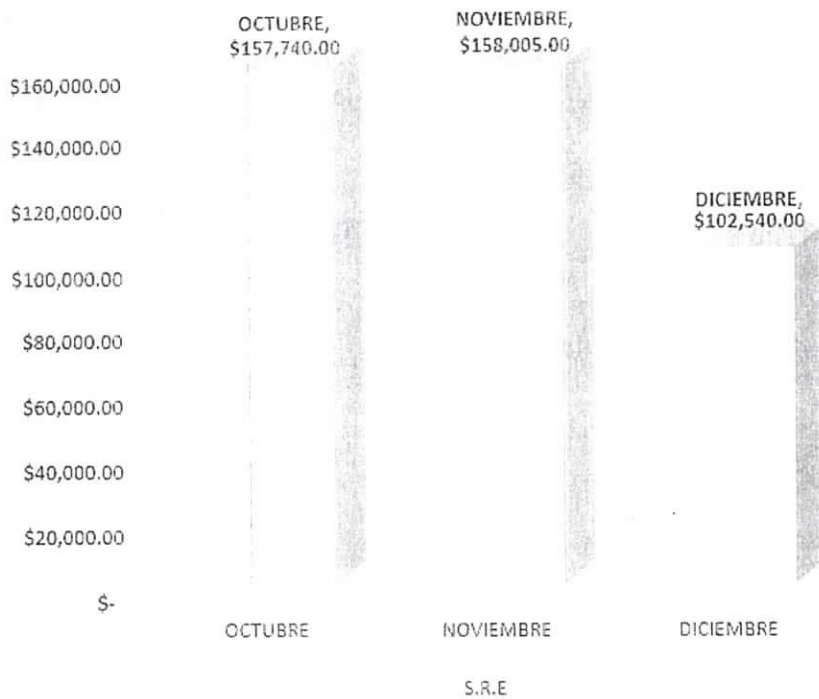 OCTUBRE,
$157,740.00
NOVIEMBRE,
$158,005.00
DICIEMBRE,
$102,540.00
$160,000.00
$140,000.00
$120,000.00
$100,000.00
$80,000.00
$60,000.00
$40,000.00
$20,000.00
$-
OCTUBRE
NOVIEMBRE
DICIEMBRE
S.R.E